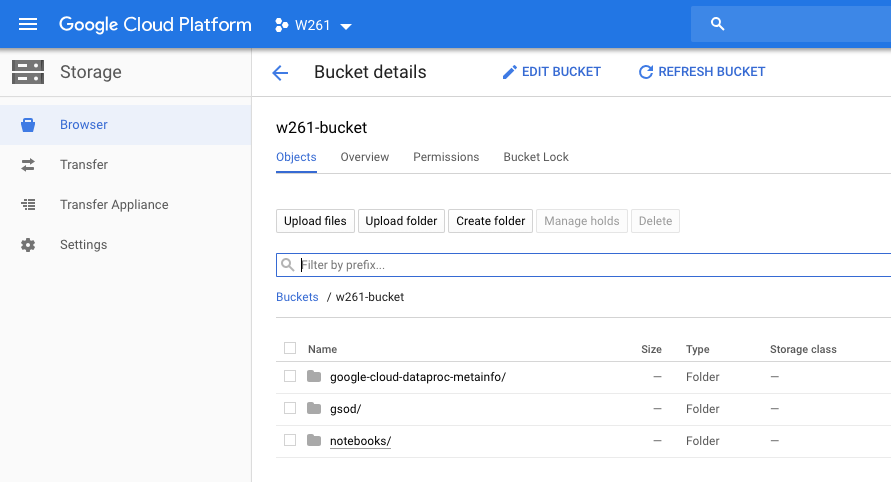 Google Cloud Platform W261
Storage
Bucket details EDIT BUCKET REFRESH BUCKET
Browser
Transfer
Transfer Appliance
Settings
w261-bucket
Objects Overview Permissions Bucket Lock
Upload files Upload folder Create folder Manage holds Delete
Filter by prefix...
Buckets / w261-bucket
Name Size Type Storage class
google-cloud-dataproc-metainfo/ — Folder —
gsod/ — Folder —
notebooks/ — Folder —